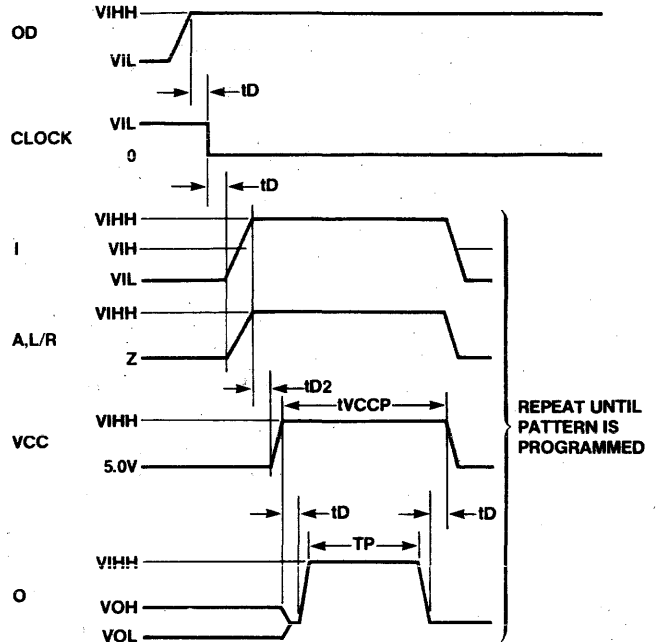 OD
VIHH
ViL
tD
CLOCK
VIL
0
tD
I
VIHH
VIH
VIL
A,L/R
VIHH
Z
tD2
VCC
VIHH
tVCCP
5.0V
REPEAT UNTIL
PATTERN IS
PROGRAMMED
tD
tD
TP
O
VIHH
VOH
VOL